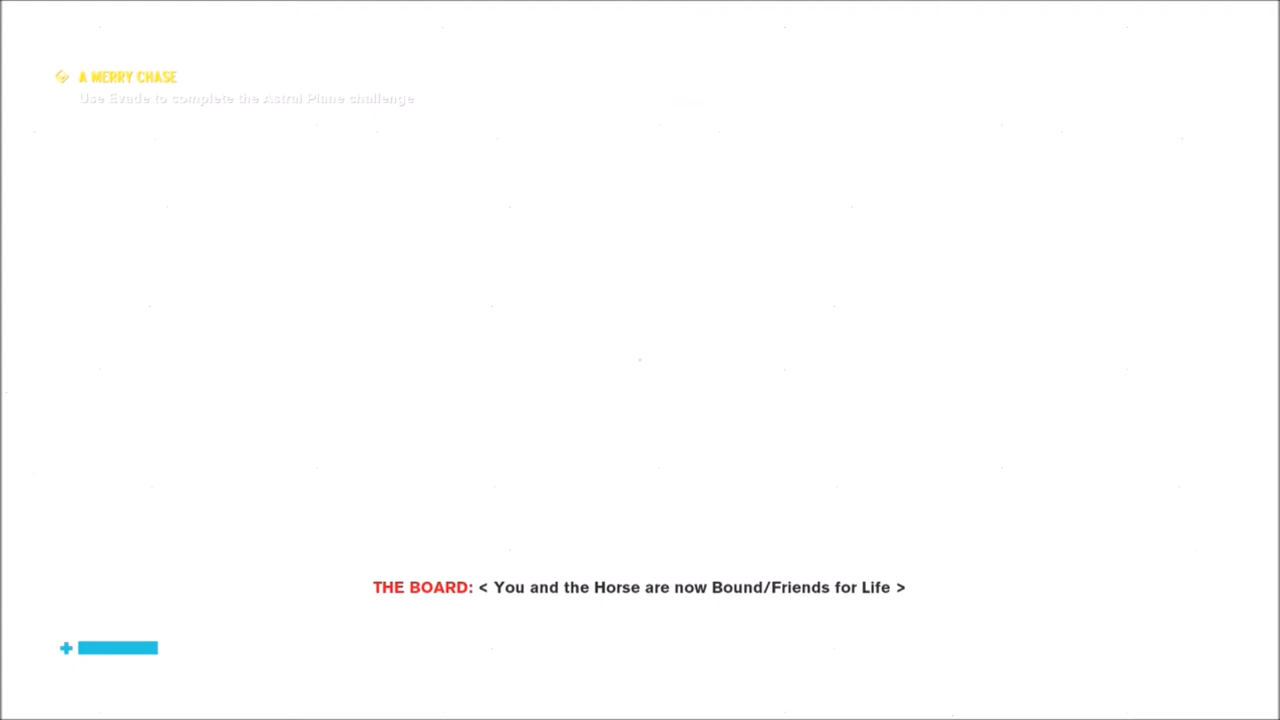 A MERRY CHASE
Use Evade to complete the Astral Plane challenge
THE BOARD: < You and the Horse are now Bound/Friends for Life >